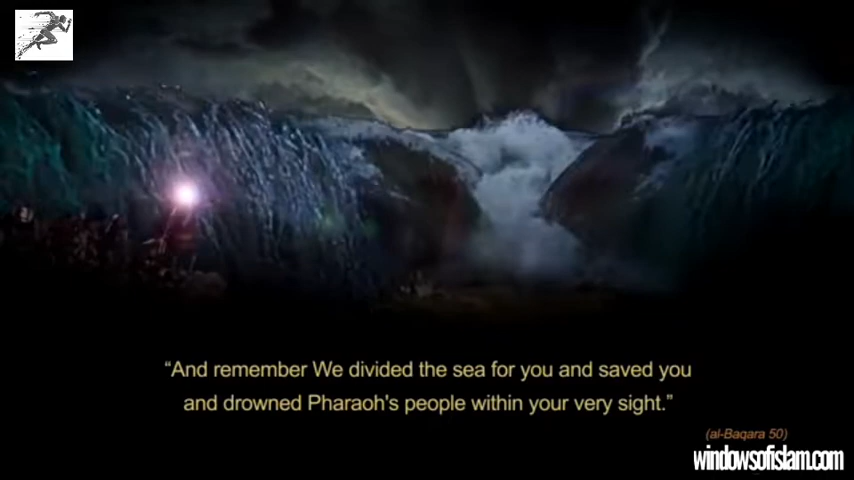 “And remember We divided the sea for you and saved you
and drowned Pharaoh's people within your very sight.”
(al-Baqara 50)
windowsofislam.com